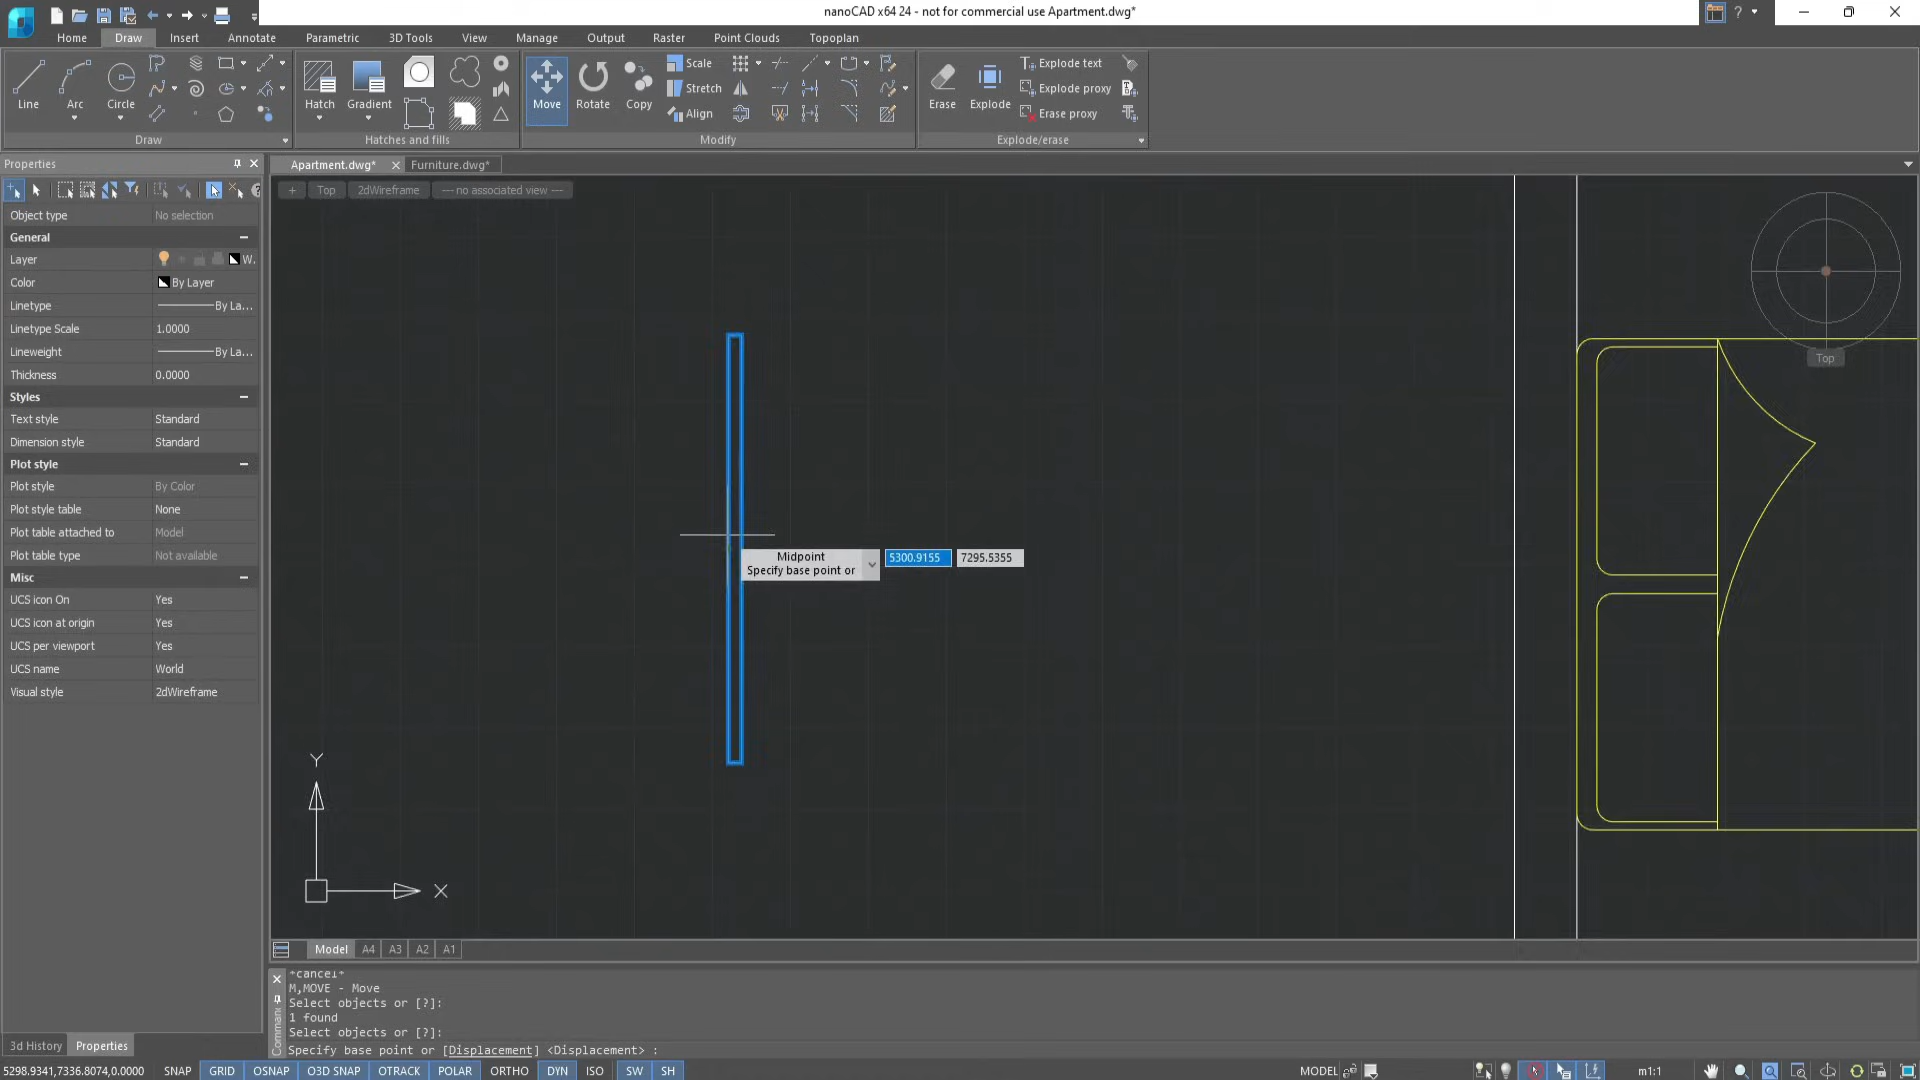 nanoCAD x64 24 - not for commercial use Apartment.dwg*
Home Draw Insert Annotate Parametric 3D Tools View Manage Output Raster Point Clouds Topoplan
Line Arc Circle
Hatch Gradient
Move Rotate Copy
Scale
Stretch
Align
Erase Explode
Explode text
Explode proxy
Erase proxy
Draw Hatches and fills Modify Explode/erase
Properties
Apartment.dwg* Furniture.dwg*
+ Top 2dWireframe --- no associated view ---
Object type No selection
General
Layer W.
Color By Layer
Linetype By La...
Linetype Scale 1.0000
Lineweight By La...
Thickness 0.0000
Styles
Text style Standard
Dimension style Standard
Plot style
Plot style By Color
Plot style table None
Plot table attached to Model
Plot table type Not available
Misc
UCS icon On Yes
UCS icon at origin Yes
UCS per viewport Yes
UCS name World
Visual style 2dWireframe
Top
Midpoint
Specify base point or
5300.9155 7295.5355
Y
X
Model A4 A3 A2 A1
*cancel*
M,MOVE - Move
Select objects or [?]:
1 found
Select objects or [?]:
Specify base point or [Displacement] <Displacement> :
3d History Properties
5298.9341,7336.8074,0.0000 SNAP GRID OSNAP O3D SNAP OTRACK POLAR ORTHO DYN ISO SW SH MODEL m1:1